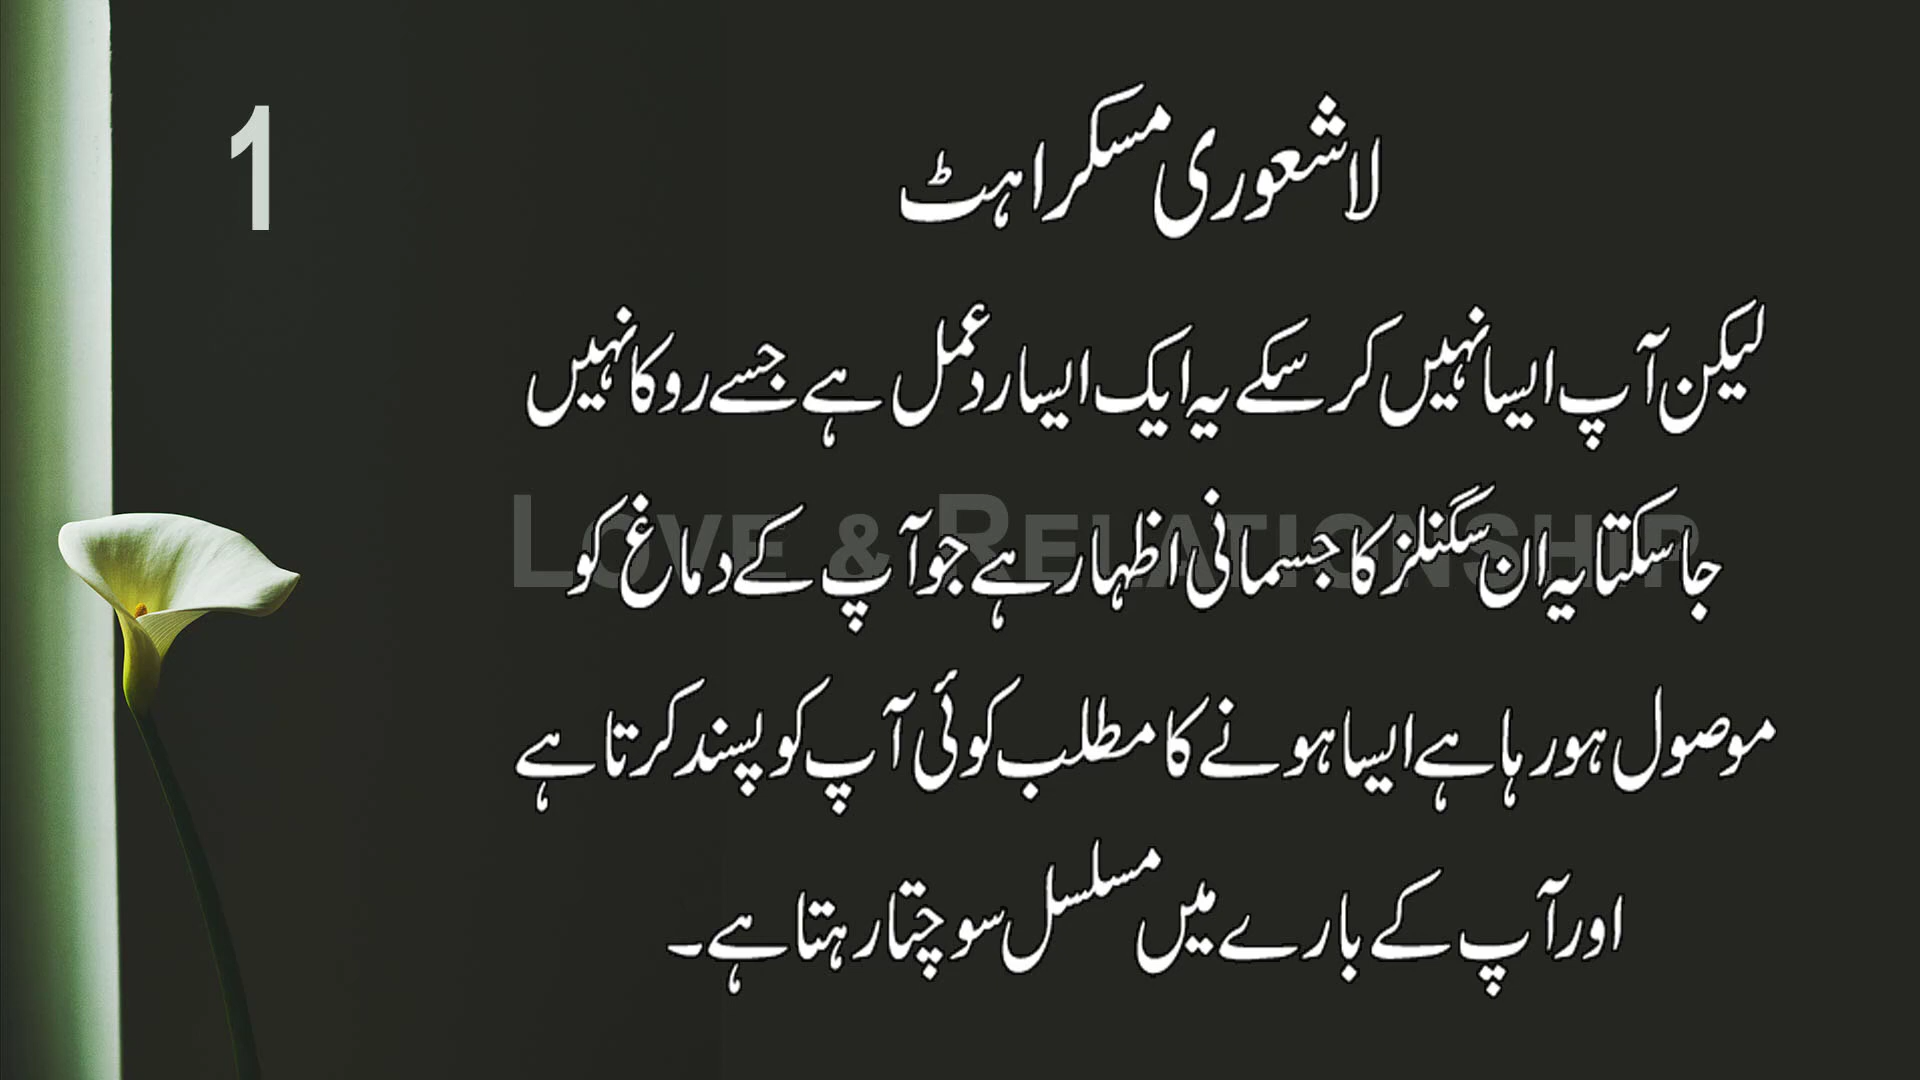 1
لاشعوری مسکراہٹ
لیکن آپ ایسا نہیں کر سکے یہ ایک ایسا ردعمل ہے جسے روکا نہیں
جا سکتا یہ ان سگنلز کا جسمانی اظہار ہے جو آپ کے دماغ کو
LOVE & RELATIONSHIP
موصول ہو رہا ہے ایسا ہونے کا مطلب کوئی آپ کو پسند کرتا ہے
اور آپ کے بارے میں مسلسل سوچتا رہتا ہے۔